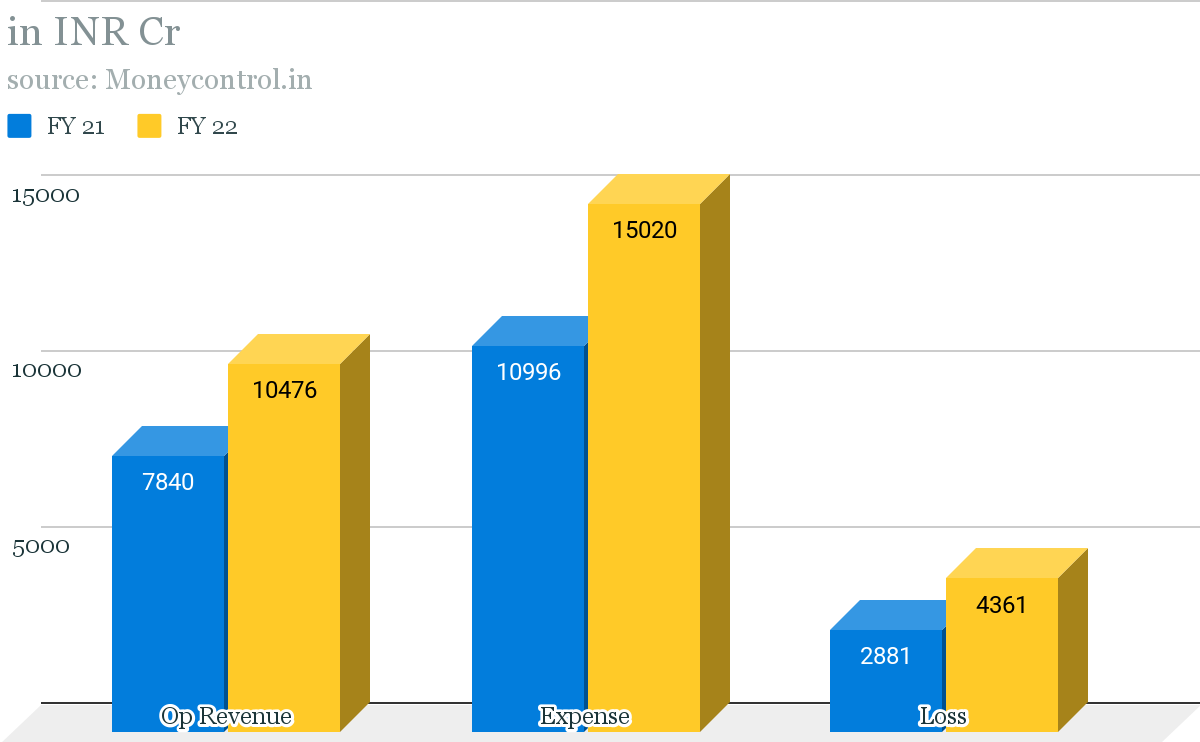 in INR Cr
source: Moneycontrol.in
FY 21 FY 22
15000
15020
10000
10996
10476
7840
5000
4361
2881
Op Revenue Expense Loss